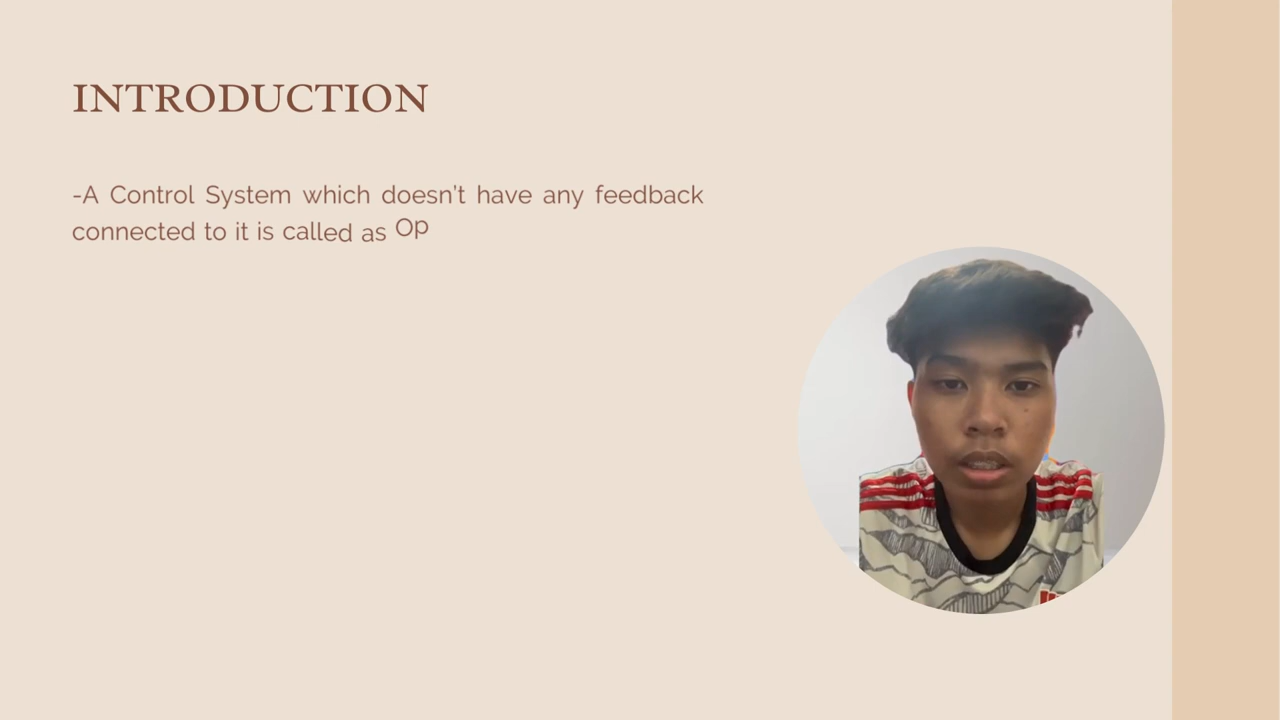 INTRODUCTION
-A Control System which doesn't have any feedback
connected to it is called as Op